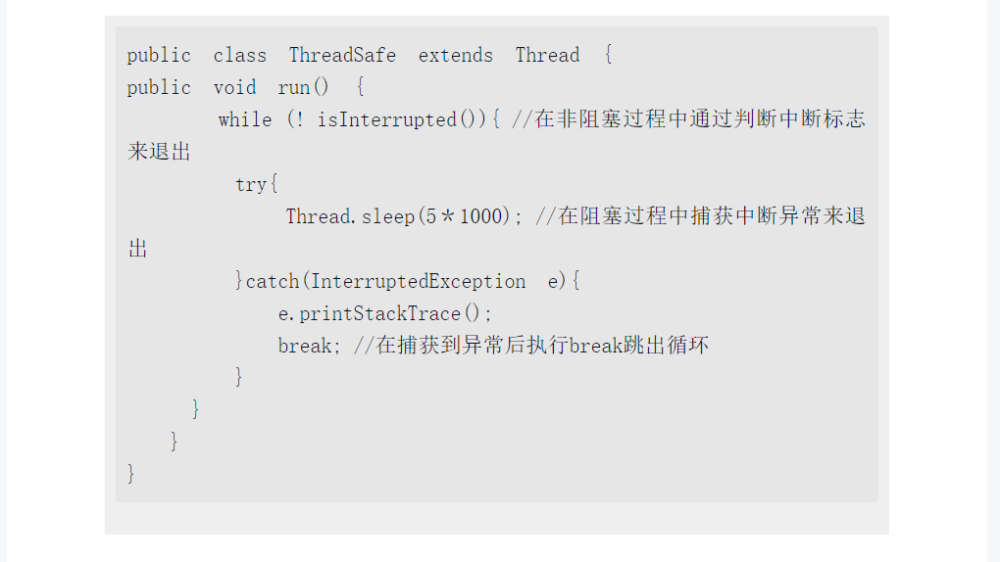 public class ThreadSafe extends Thread {
public void run() {
while (! isInterrupted()){ //在非阻塞过程中通过判断中断标志
来退出
try{
Thread.sleep(5*1000); //在阻塞过程中捕获中断异常来退
出
}catch(InterruptedException e){
e.printStackTrace();
break; //在捕获到异常后执行break跳出循环
}
}
}
}